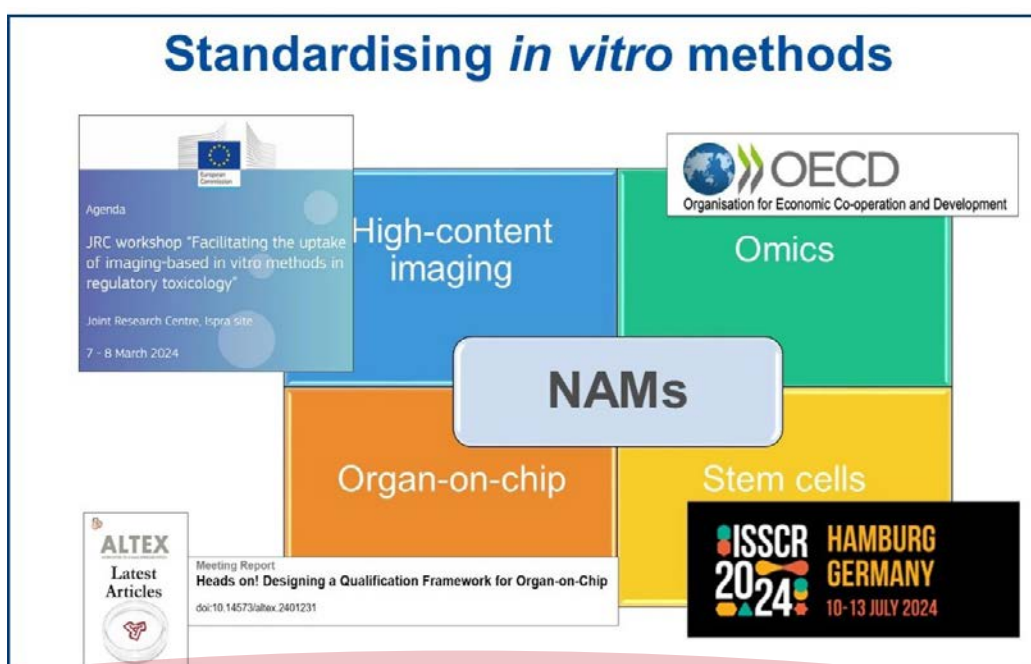 Standardising in vitro methods
European
Commission
Agenda
JRC workshop "Facilitating the uptake
of imaging-based in vitro methods in
regulatory toxicology"
Joint Research Centre, Ispra site
7 - 8 March 2024
High-content
imaging
OECD
Organisation for Economic Co-operation and Development
Omics
NAMs
Organ-on-chip
Stem cells
ALTEX
Latest
Articles
Meeting Report
Heads on! Designing a Qualification Framework for Organ-on-Chip
doi:10.14573/altex.2401231
ISSCR
2024
HAMBURG
GERMANY
10-13 JULY 2024